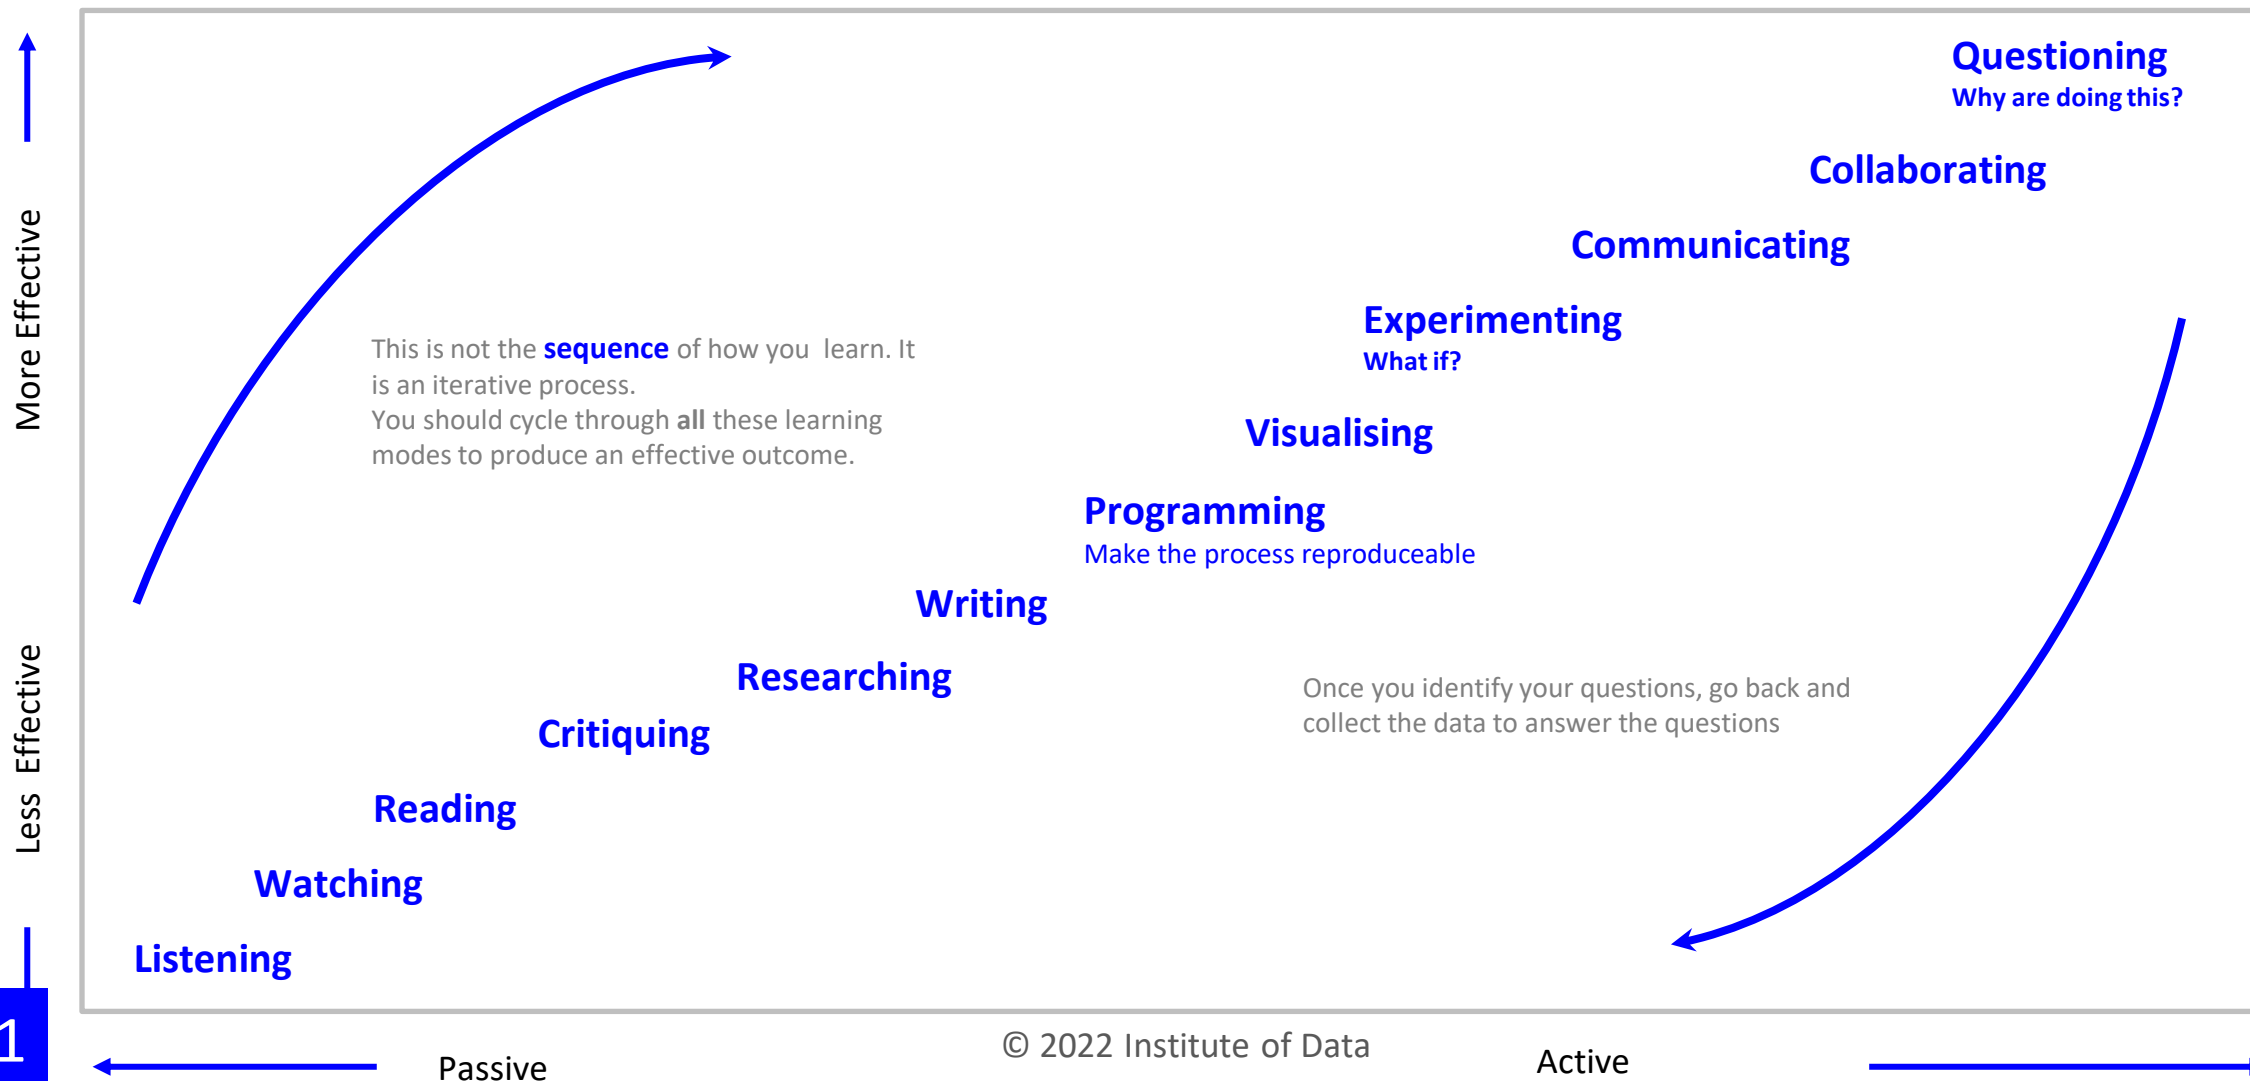 Questioning
Why are doing this?
Collaborating
Communicating
Experimenting
What if?
This is not the sequence of how you learn. It
is an iterative process.
You should cycle through all these learning
modes to produce an effective outcome.
Visualising
Programming
Make the process reproduceable
Writing
Researching
Once you identify your questions, go back and
collect the data to answer the questions
Critiquing
Reading
Watching
Listening
More Effective
Less Effective
1
Passive
© 2022 Institute of Data
Active